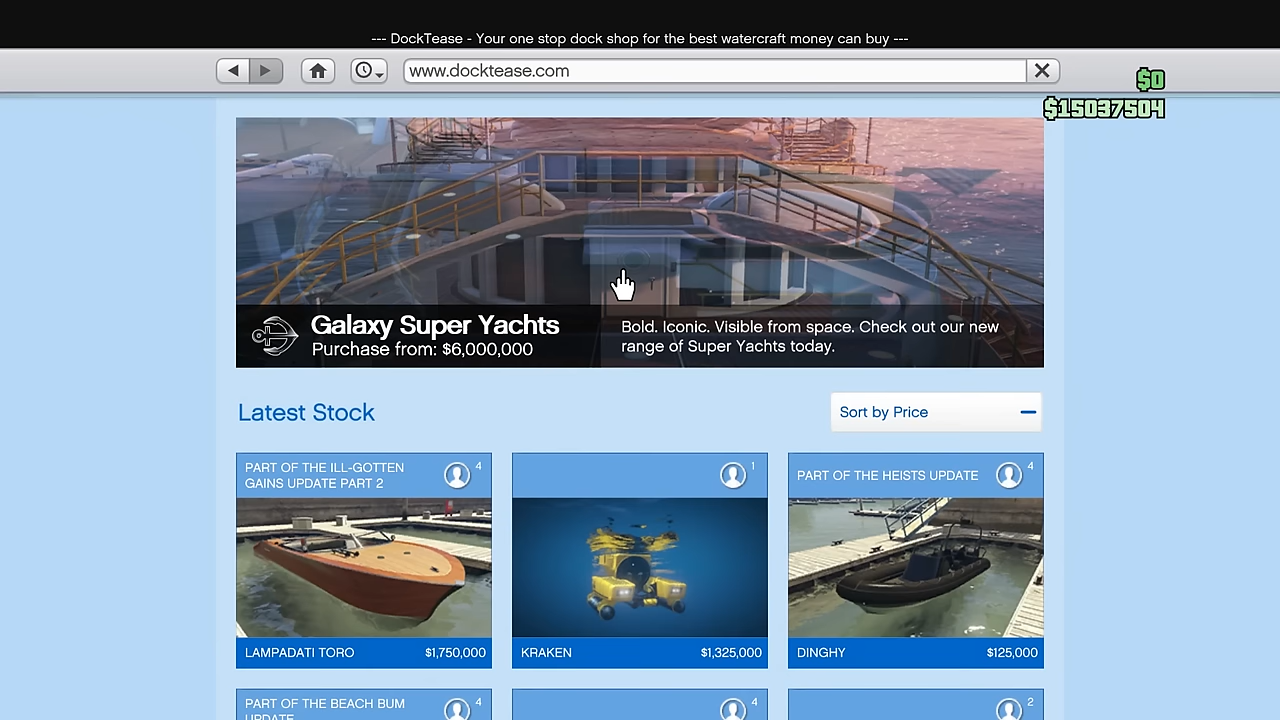 --- DockTease - Your one stop dock shop for the best watercraft money can buy ---
www.docktease.com
$0
$15037504
Galaxy Super Yachts
Purchase from: $6,000,000
Bold. Iconic. Visible from space. Check out our new
range of Super Yachts today.
Latest Stock
Sort by Price
PART OF THE ILL-GOTTEN
GAINS UPDATE PART 2
4
1
PART OF THE HEISTS UPDATE
4
LAMPADATI TORO
$1,750,000
KRAKEN
$1,325,000
DINGHY
$125,000
PART OF THE BEACH BUM
UPDATE
4
4
2